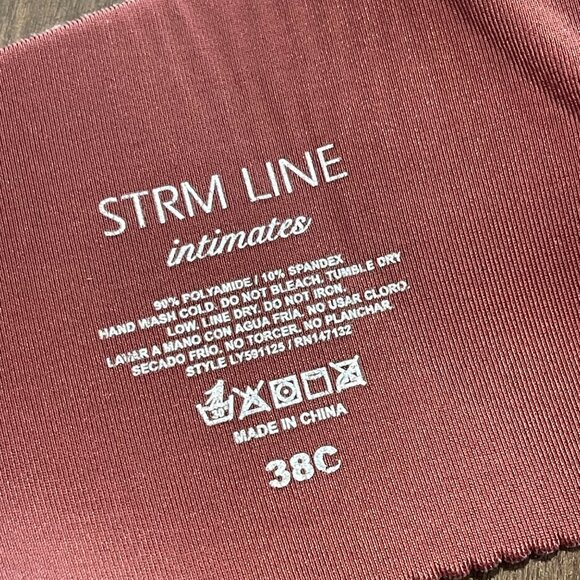 STRM LINE
intimates
90% POLYAMIDE / 10% SPANDEX
HAND WASH COLD. DO NOT BLEACH. TUMBLE DRY
LOW. LINE DRY. DO NOT IRON.
LAVAR A MANO CON AGUA FRÍA. NO USAR CLORO.
SECADO FRÍO. NO TORCER. NO PLANCHAR.
STYLE LY591125 / RN147132
30°
MADE IN CHINA
38C